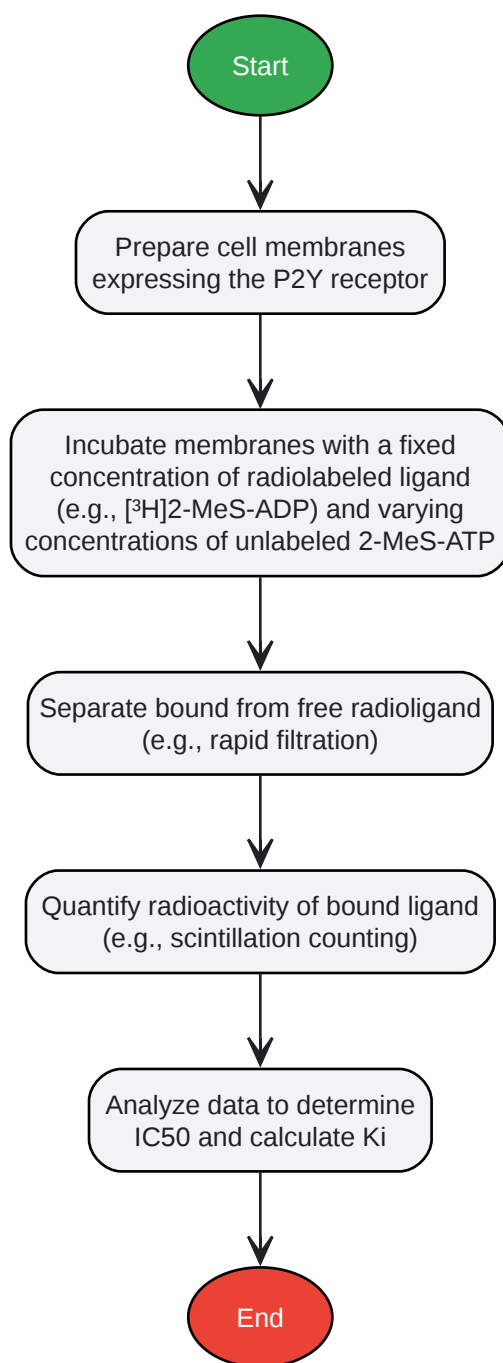 Start
Prepare cell membranes
expressing the P2Y receptor
Incubate membranes with a fixed
concentration of radiolabeled ligand
(e.g., [³H]2-MeS-ADP) and varying
concentrations of unlabeled 2-MeS-ATP
Separate bound from free radioligand
(e.g., rapid filtration)
Quantify radioactivity of bound ligand
(e.g., scintillation counting)
Analyze data to determine
IC50 and calculate Ki
End